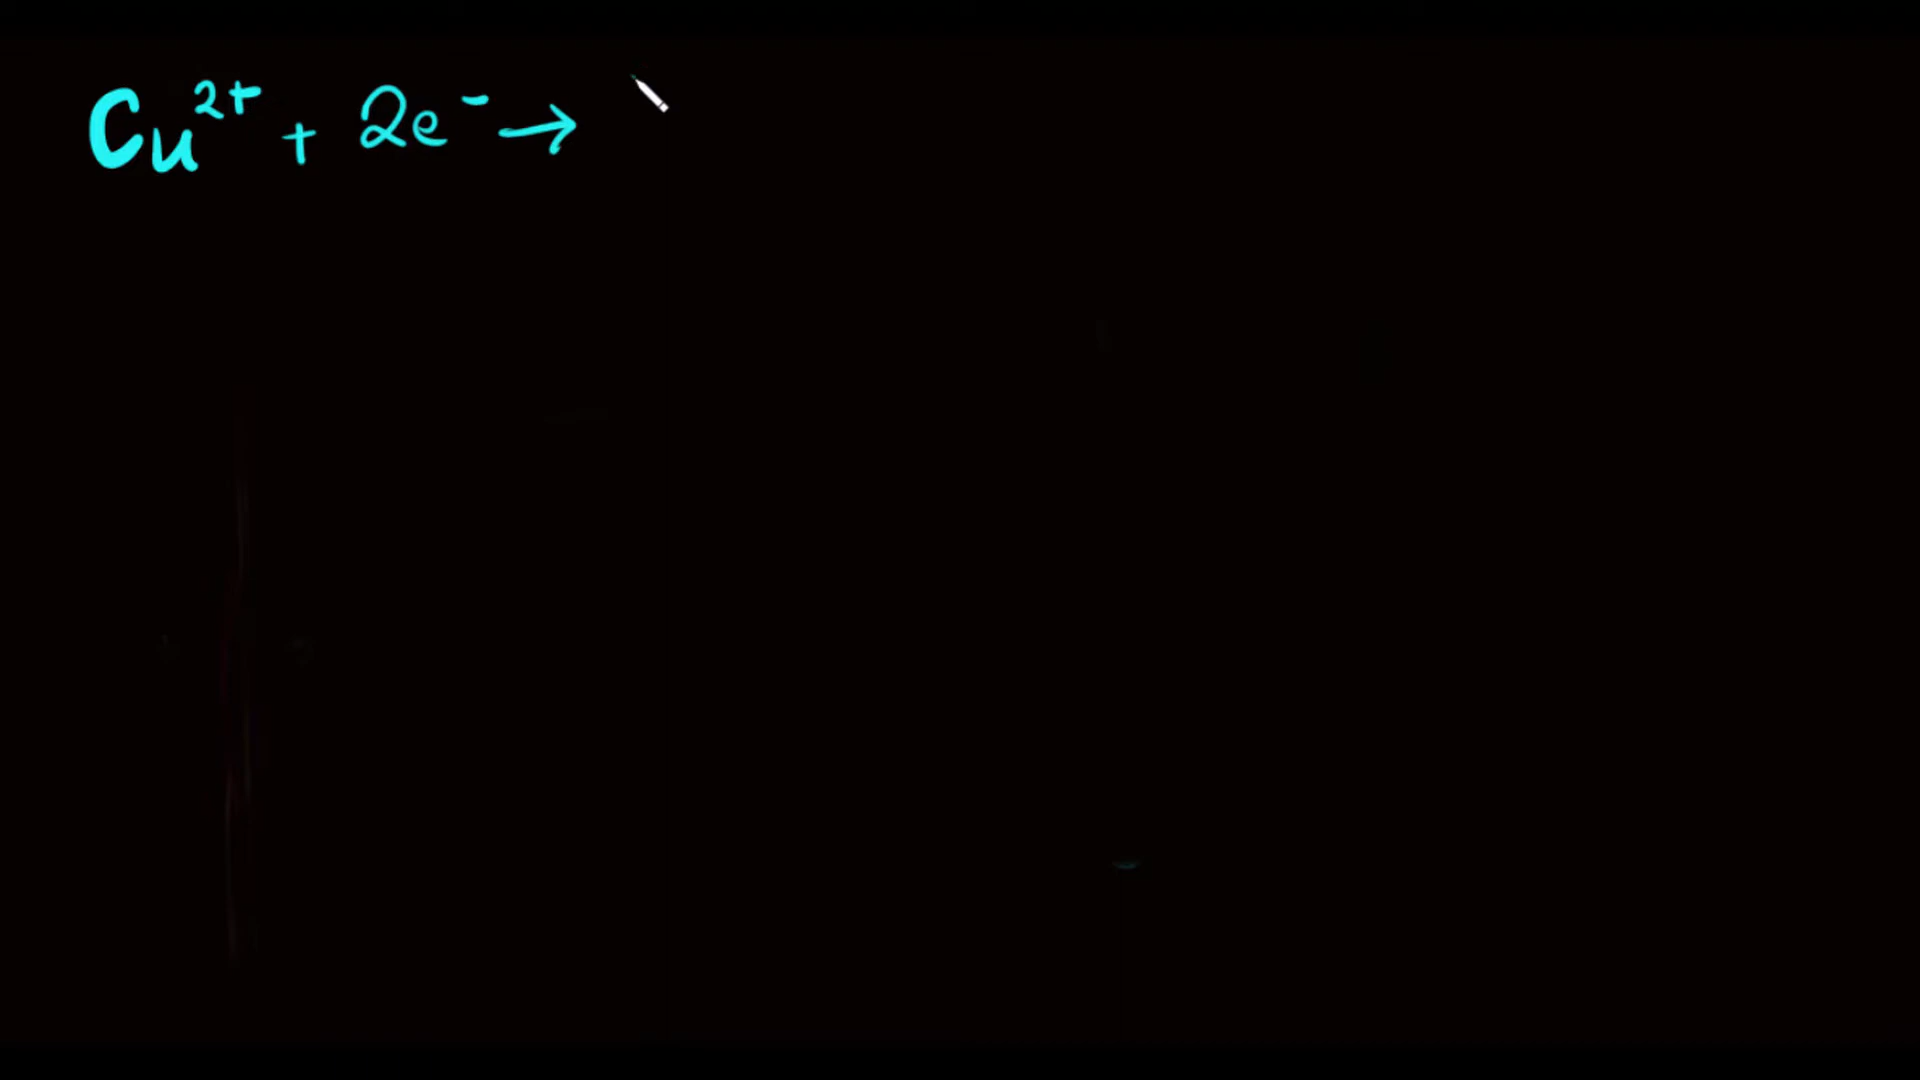 Cu²⁺ + 2e⁻ →